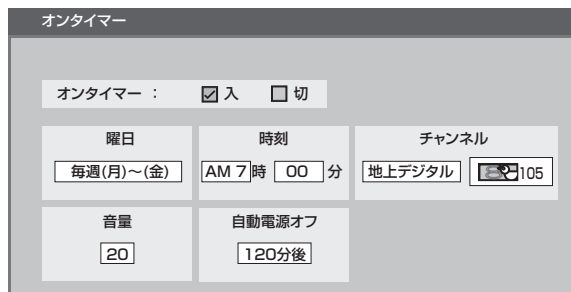 オンタイマー
オンタイマー : 入 切
曜日 時刻 チャンネル
毎週(月)～(金) AM 7 時 00 分 地上デジタル 105
音量 自動電源オフ
20 120分後